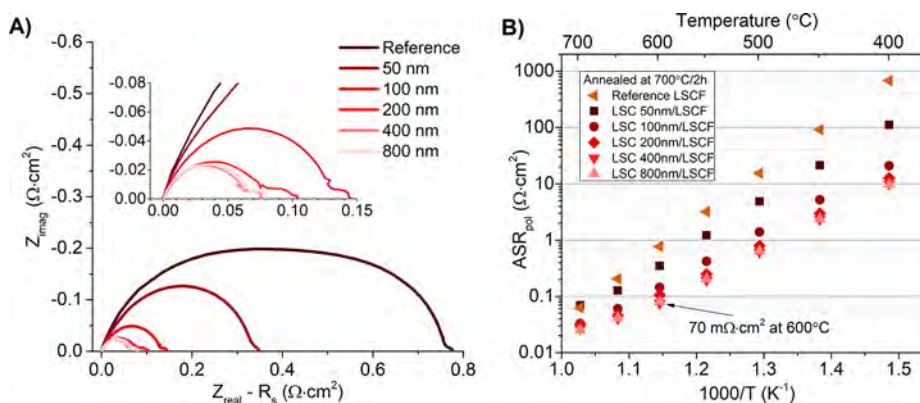 A)
-0.6
-0.5
-0.4
-0.3
-0.2
-0.1
0.0
Z_imag (Ω·cm²)
0.0 0.2 0.4 0.6 0.8
Z_real - R_s (Ω·cm²)
-0.08
-0.06
-0.04
-0.02
0.00
0.00 0.05 0.10 0.15
Reference
50 nm
100 nm
200 nm
400 nm
800 nm
B)
Temperature (°C)
700 600 500 400
1000
100
10
1
0.1
0.01
ASR_pol (Ω·cm²)
Annealed at 700°C/2h
Reference LSCF
LSC 50nm/LSCF
LSC 100nm/LSCF
LSC 200nm/LSCF
LSC 400nm/LSCF
LSC 800nm/LSCF
70 mΩ·cm² at 600°C
1.0 1.1 1.2 1.3 1.4 1.5
1000/T (K⁻¹)